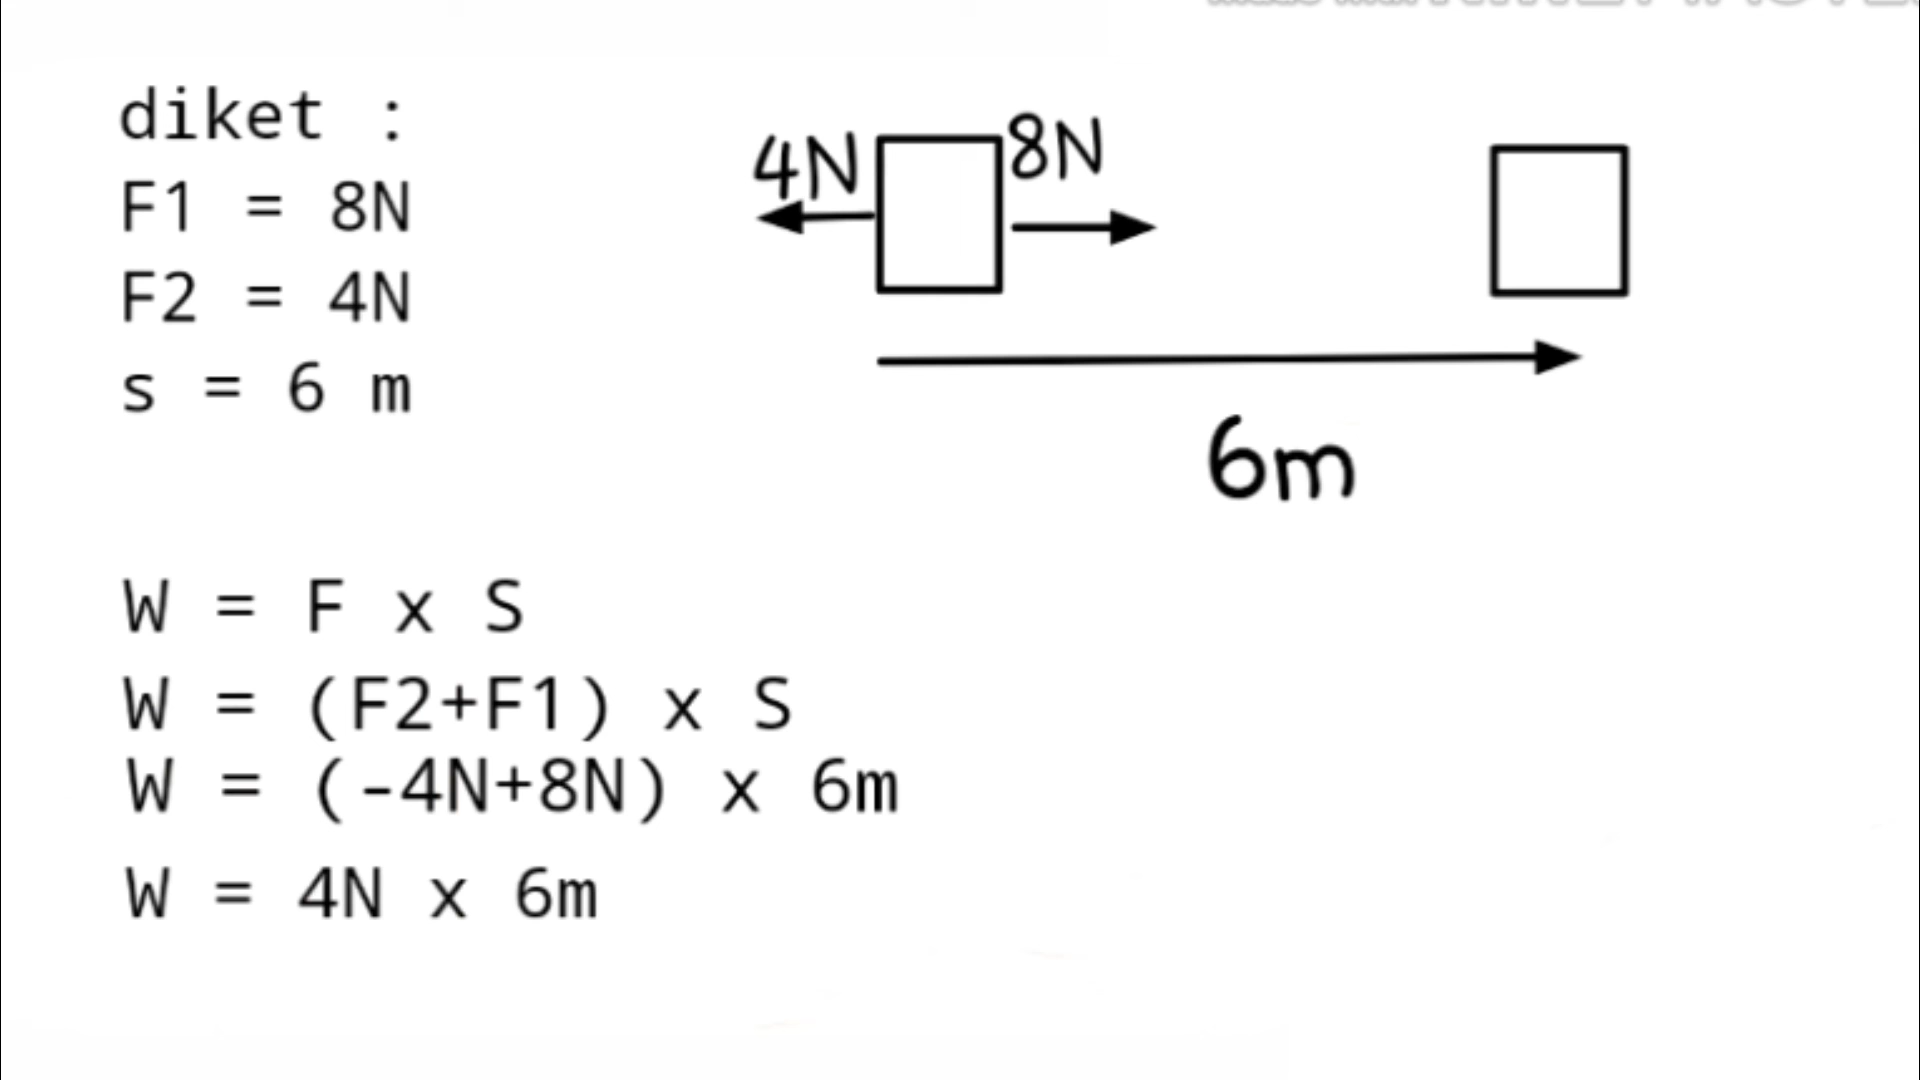 diket :
F1 = 8N
F2 = 4N
s = 6 m
4N
8N
6m
W = F x S
W = (F2+F1) x S
W = (-4N+8N) x 6m
W = 4N x 6m